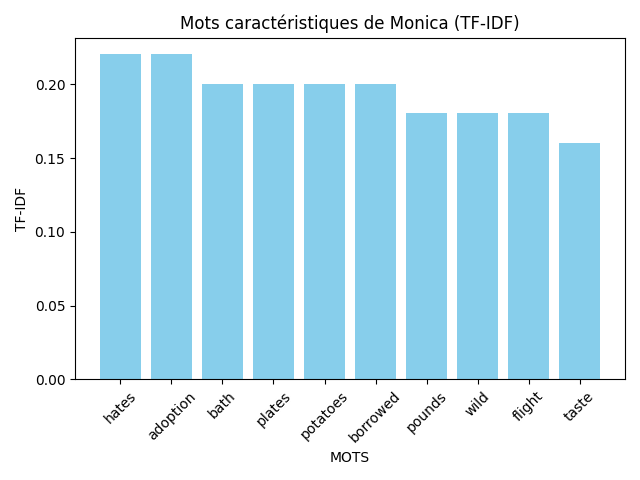 Mots caractéristiques de Monica (TF-IDF)
TF-IDF
0.20
0.15
0.10
0.05
0.00
hates
adoption
bath
plates
potatoes
borrowed
pounds
wild
flight
taste
MOTS